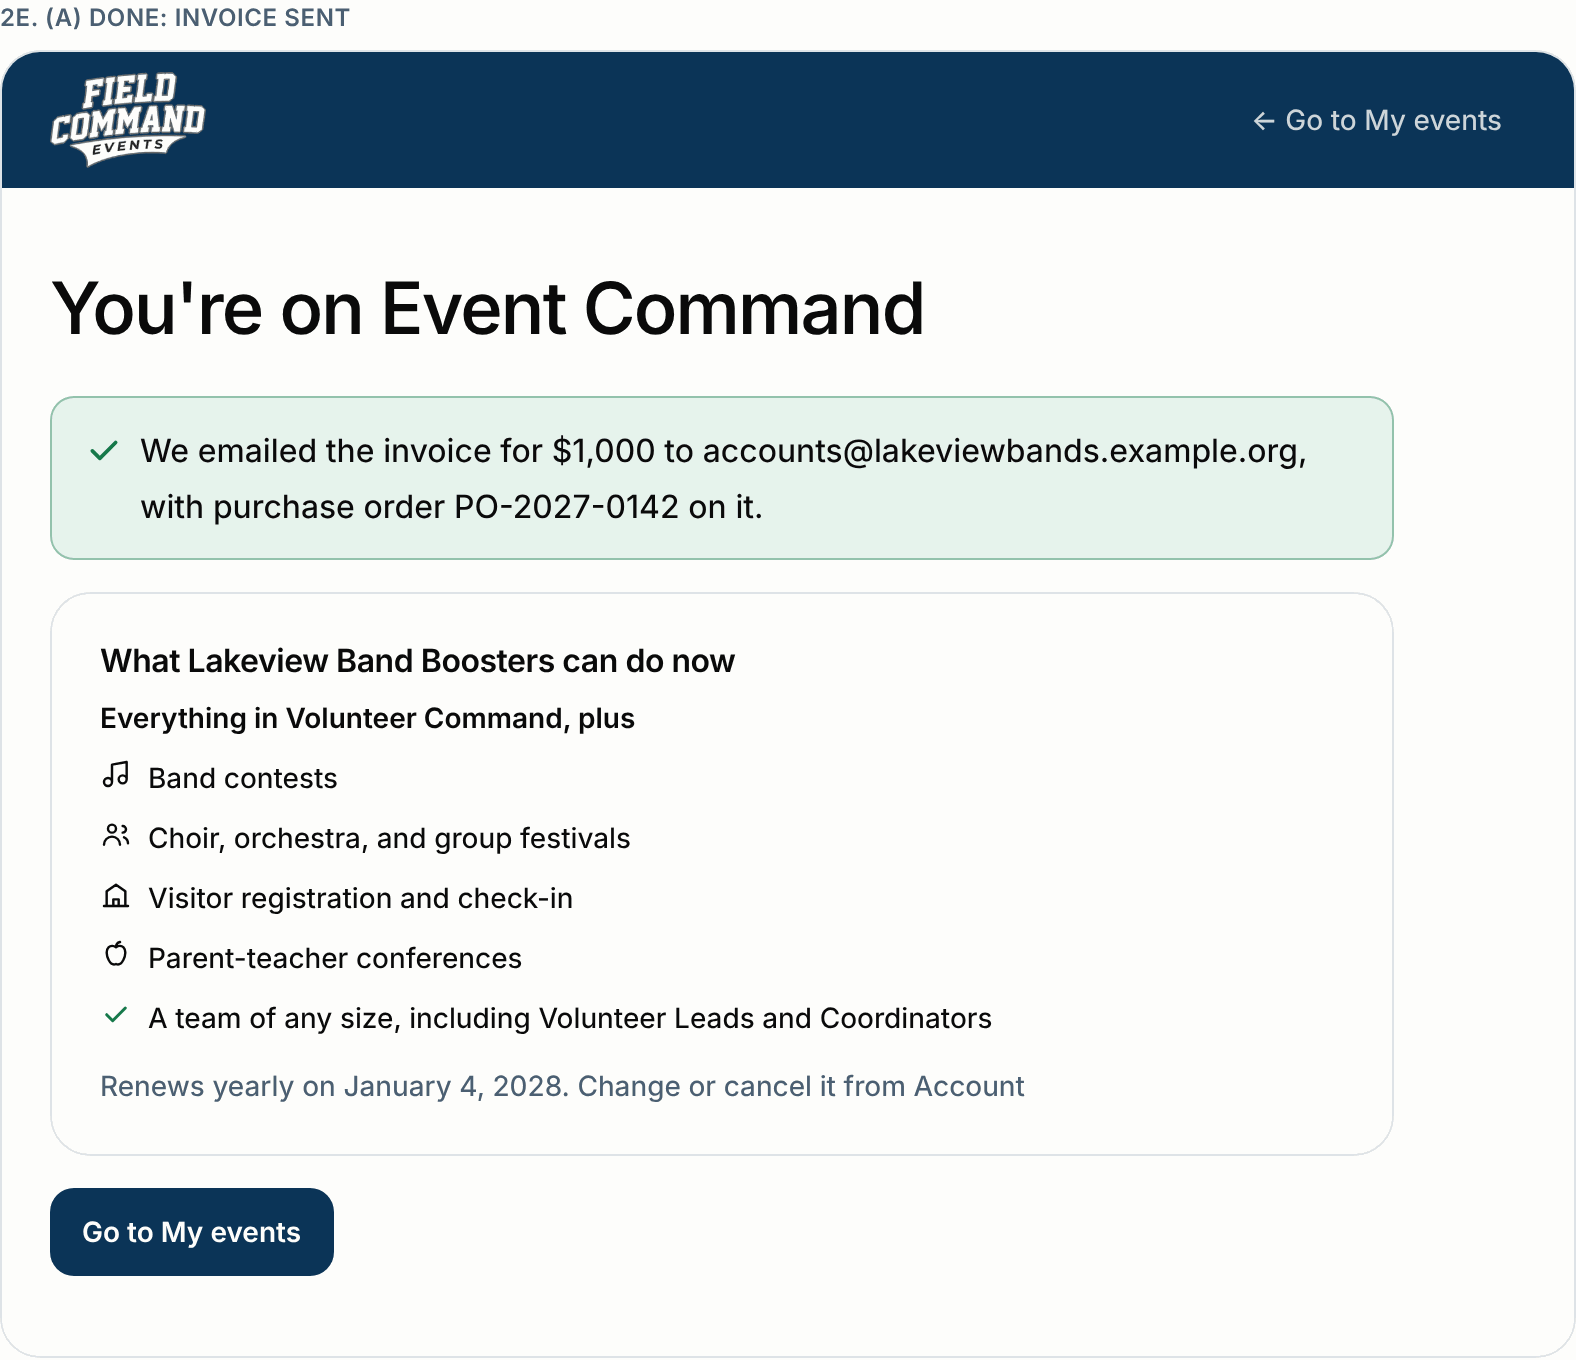 2E. (A) DONE: INVOICE SENT
FIELD
COMMAND
EVENTS
← Go to My events
You're on Event Command
We emailed the invoice for $1,000 to accounts@lakeviewbands.example.org,
with purchase order PO-2027-0142 on it.
What Lakeview Band Boosters can do now
Everything in Volunteer Command, plus
Band contests
Choir, orchestra, and group festivals
Visitor registration and check-in
Parent-teacher conferences
A team of any size, including Volunteer Leads and Coordinators
Renews yearly on January 4, 2028. Change or cancel it from Account
Go to My events